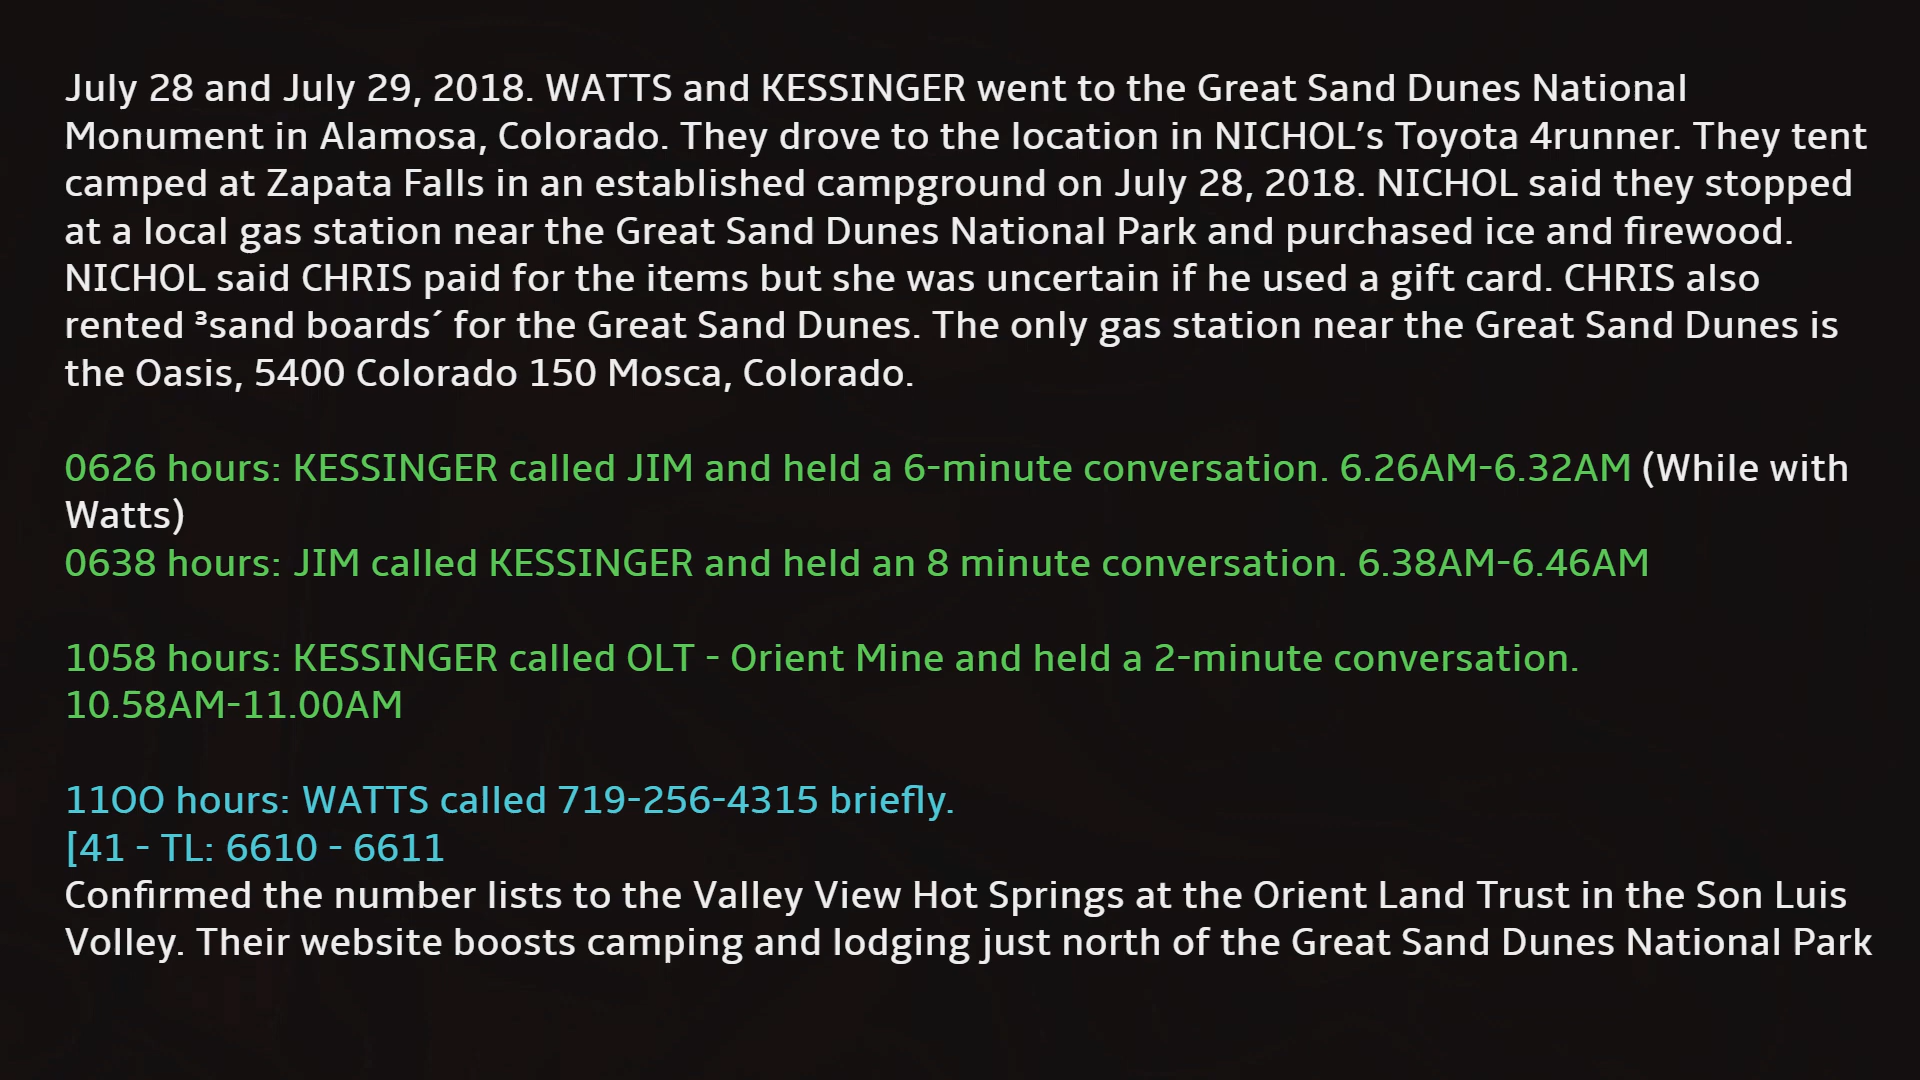 July 28 and July 29, 2018. WATTS and KESSINGER went to the Great Sand Dunes National
Monument in Alamosa, Colorado. They drove to the location in NICHOL’s Toyota 4runner. They tent
camped at Zapata Falls in an established campground on July 28, 2018. NICHOL said they stopped
at a local gas station near the Great Sand Dunes National Park and purchased ice and firewood.
NICHOL said CHRIS paid for the items but she was uncertain if he used a gift card. CHRIS also
rented ³sand boards´ for the Great Sand Dunes. The only gas station near the Great Sand Dunes is
the Oasis, 5400 Colorado 150 Mosca, Colorado.
0626 hours: KESSINGER called JIM and held a 6-minute conversation. 6.26AM-6.32AM (While with
Watts)
0638 hours: JIM called KESSINGER and held an 8 minute conversation. 6.38AM-6.46AM
1058 hours: KESSINGER called OLT - Orient Mine and held a 2-minute conversation.
10.58AM-11.00AM
11OO hours: WATTS called 719-256-4315 briefly.
[41 - TL: 6610 - 6611
Confirmed the number lists to the Valley View Hot Springs at the Orient Land Trust in the Son Luis
Volley. Their website boosts camping and lodging just north of the Great Sand Dunes National Park